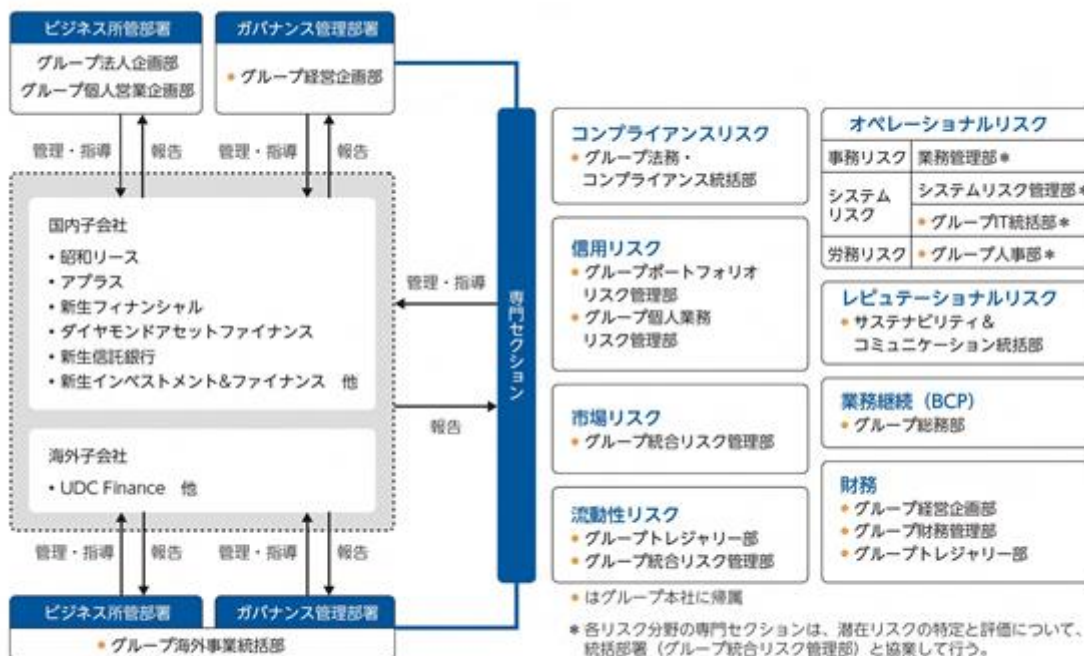 ビジネス所管部署
グループ法人企画部
グループ個人営業企画部
ガバナンス管理部署
• グループ経営企画部
管理・指導
報告
管理・指導
報告
国内子会社
• 昭和リース
• アプラス
• 新生フィナンシャル
• ダイヤモンドアセットファイナンス
• 新生信託銀行
• 新生インベストメント&ファイナンス 他
海外子会社
• UDC Finance 他
管理・指導
報告
管理・指導
報告
ビジネス所管部署
ガバナンス管理部署
• グループ海外事業統括部
管理・指導
報告
専門セクション
コンプライアンスリスク
• グループ法務・
コンプライアンス統括部
信用リスク
• グループポートフォリオ
リスク管理部
• グループ個人業務
リスク管理部
市場リスク
• グループ統合リスク管理部
流動性リスク
• グループトレジャリー部
• グループ統合リスク管理部
オペレーショナルリスク
事務リスク 業務管理部*
システム
リスク
システムリスク管理部*
• グループIT統括部*
労務リスク • グループ人事部*
レピュテーショナルリスク
• サステナビリティ&
コミュニケーション統括部
業務継続（BCP）
• グループ総務部
財務
• グループ経営企画部
• グループ財務管理部
• グループトレジャリー部
• はグループ本社に帰属
* 各リスク分野の専門セクションは、潜在リスクの特定と評価について、
統括部署（グループ統合リスク管理部）と協業して行う。